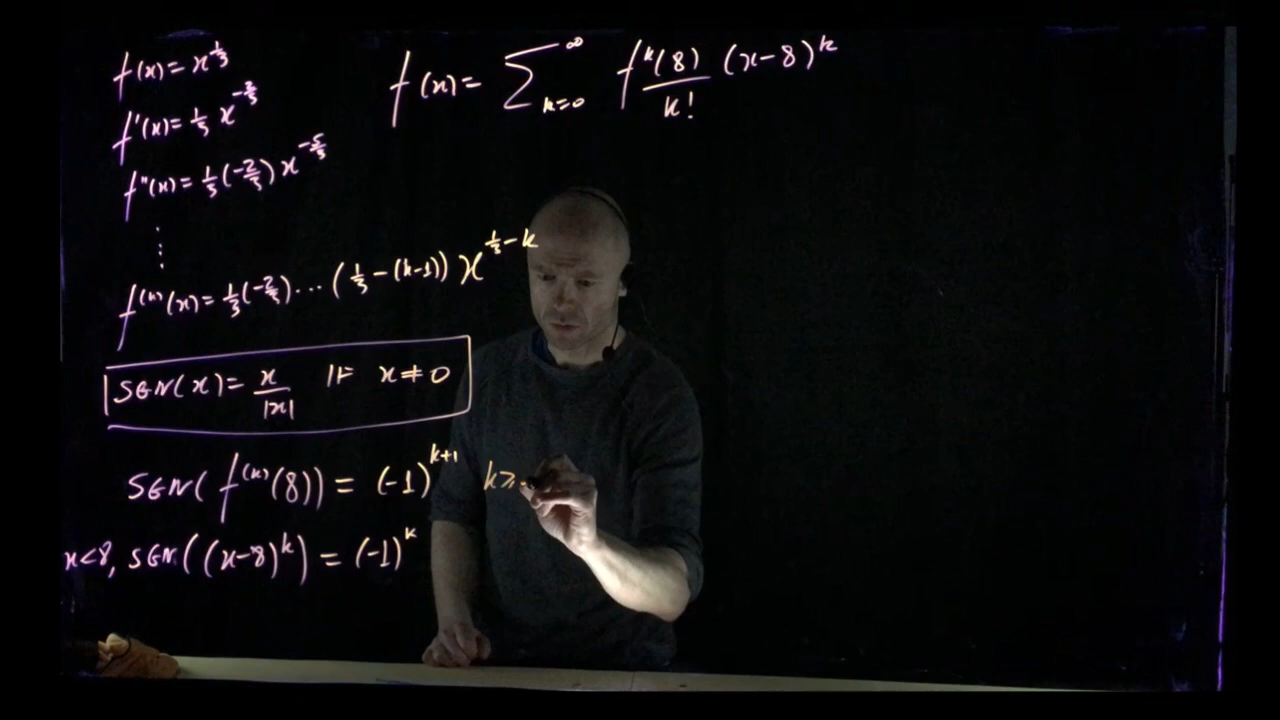 f(x) = x^{1/3}
f'(x) = 1/3 x^{-2/3}
f''(x) = 1/3 (-2/3) x^{-5/3}
⋮
f^{(k)}(x) = 1/3 (-2/3) ... (1/3 - (k-1)) x^{1/3 - k}
SGN(x) = x/|x| IF x ≠ 0
SGN(f^{(k)}(8)) = (-1)^{k+1} k ≥
x<8, SGN((x-8)^k) = (-1)^k
f(x) = ∑_{k=0}^{∞} f^k(8)/k! (x-8)^k